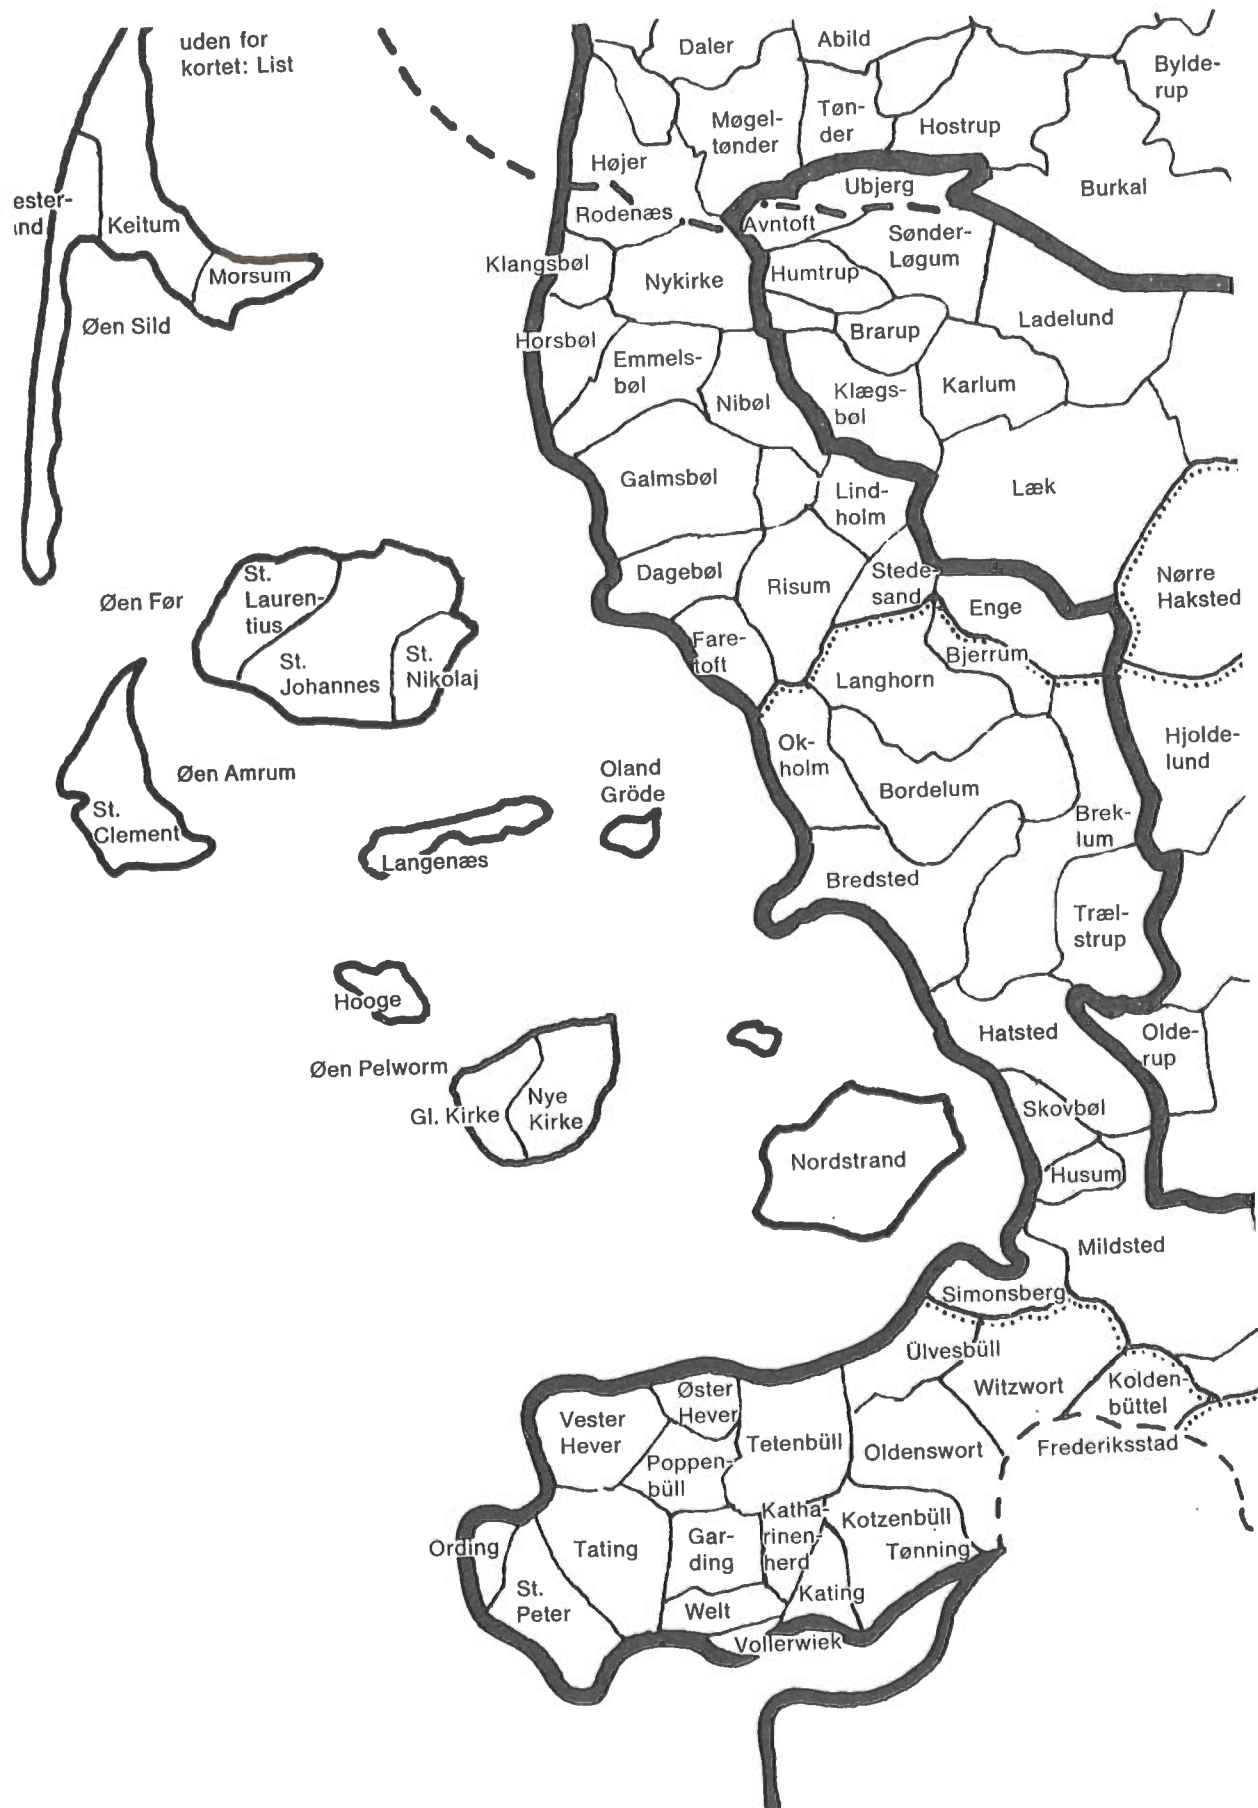 uden for
kortet: List
Daler
Abild
Bylde-
rup
Møgel-
tønder
Tøn-
der
Hostrup
Højer
Ubjerg
Burkal
ester-
Keitum
Rodenæs
Avntoft
Sønder-
Løgum
Klangsbøl
Morsum
Nykirke
Humtrup
Øen Sild
Ladelund
Horsbøl
Brarup
Emmels-
bøl
Nibøl
Klægs-
bøl
Karlum
Galmsbøl
Lind-
holm
Læk
Dagebøl
Risum
Stede-
sand
Enge
Nørre
Haksted
Øen Før
St.
Lauren-
tius
St.
Johannes
St.
Nikolaj
Fare-
toft
Bjerrum
Langhorn
Øen Amrum
St.
Clement
Oland
Gröde
Ok-
holm
Hjolde-
lund
Bordelum
Brek-
lum
Langenæs
Bredsted
Træl-
strup
Hooge
Hatsted
Olde-
rup
Øen Pelworm
Gl. Kirke
Nye
Kirke
Skovbøl
Nordstrand
Husum
Mildsted
Simonsberg
Ülvesbüll
Witzwort
Kolden-
büttel
Øster
Hever
Vester
Hever
Tetenbüll
Oldenswort
Frederiksstad
Poppen-
büll
Katha-
rinen-
herd
Kotzenbüll
Gar-
ding
Tønning
Ording
Tating
St.
Peter
Kating
Welt
Vollerwiek